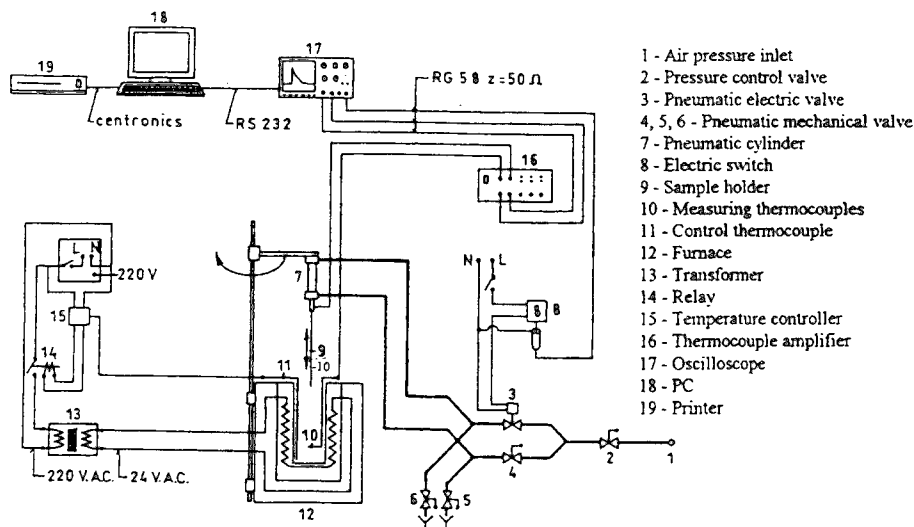 18
19
17
centronics
RS 232
RG 58 z=50 Ω
16
L N
220 V
15
14
13
220 V.A.C.
24 V.A.C.
7
9
10
11
10
12
N L
8 8
3
4
2
1
6
5
1 - Air pressure inlet
2 - Pressure control valve
3 - Pneumatic electric valve
4, 5, 6 - Pneumatic mechanical valve
7 - Pneumatic cylinder
8 - Electric switch
9 - Sample holder
10 - Measuring thermocouples
11 - Control thermocouple
12 - Furnace
13 - Transformer
14 - Relay
15 - Temperature controller
16 - Thermocouple amplifier
17 - Oscilloscope
18 - PC
19 - Printer